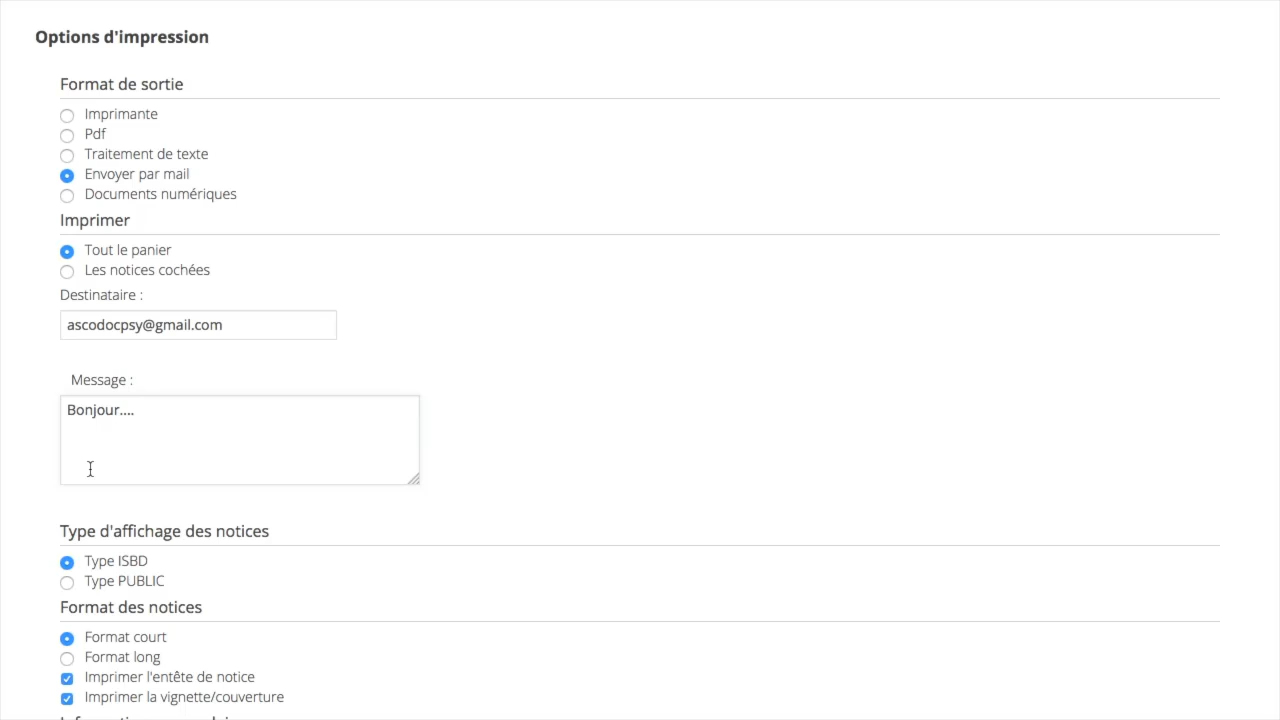 Options d'impression
Format de sortie
Imprimante
Pdf
Traitement de texte
Envoyer par mail
Documents numériques
Imprimer
Tout le panier
Les notices cochées
Destinataire :
ascodocpsy@gmail.com
Message :
Bonjour....
Type d'affichage des notices
Type ISBD
Type PUBLIC
Format des notices
Format court
Format long
Imprimer l'entête de notice
Imprimer la vignette/couverture